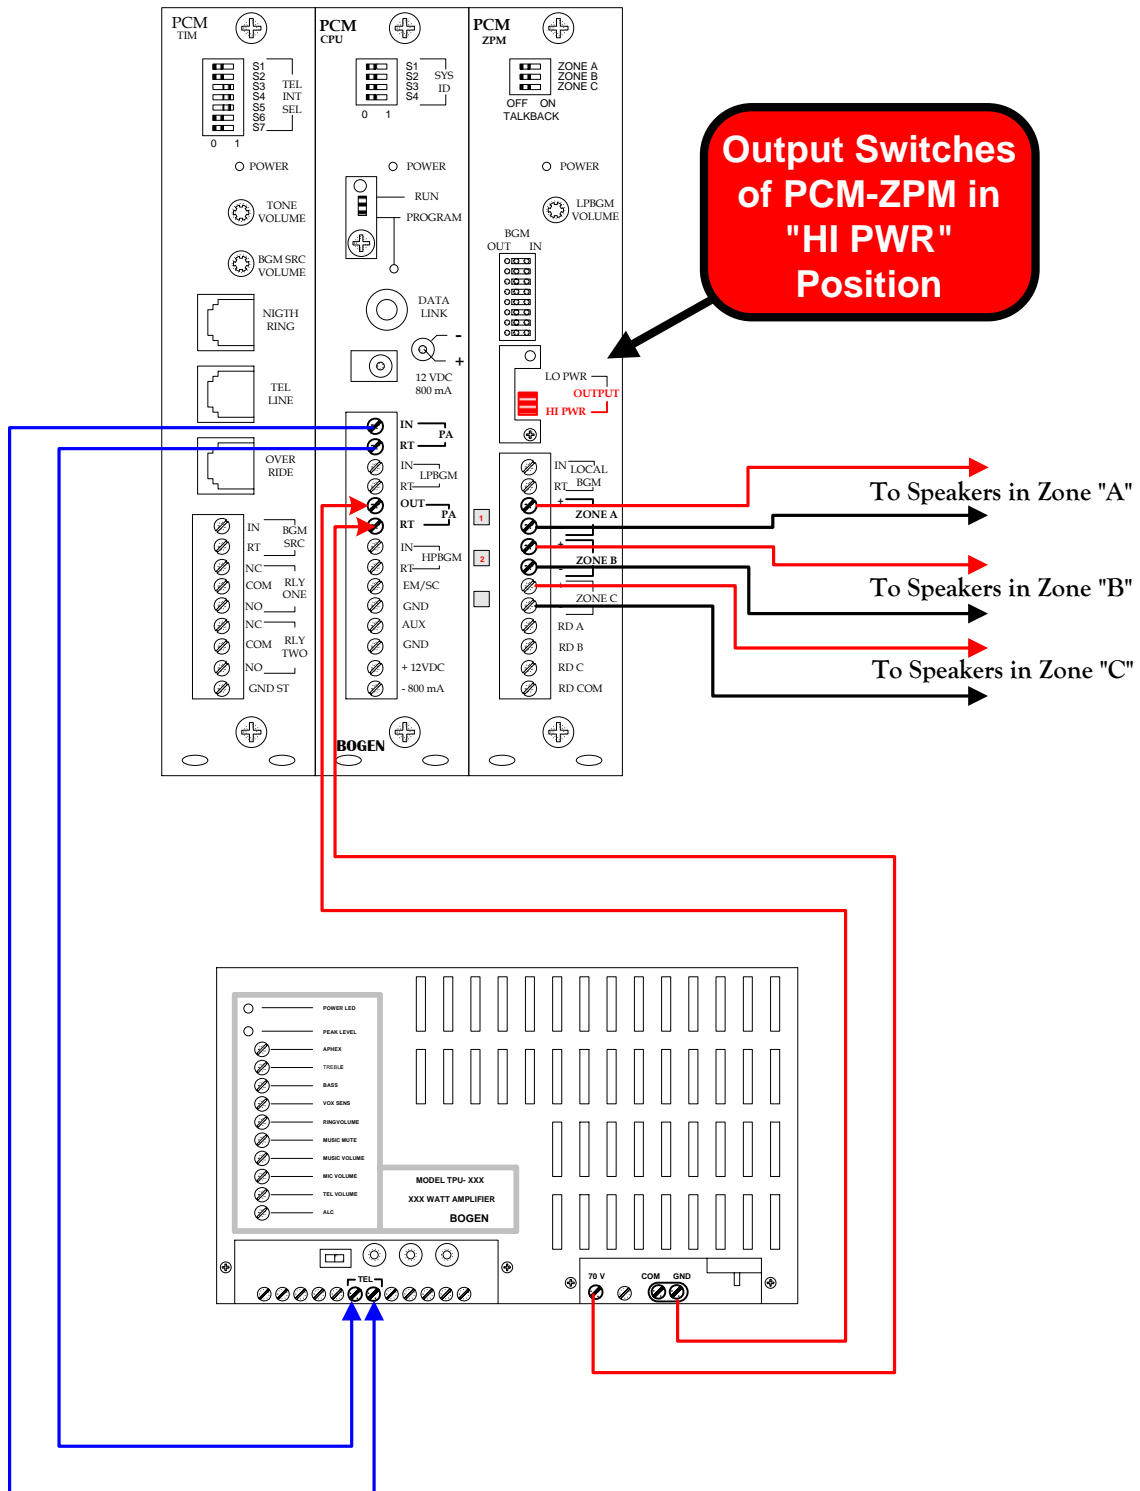 PCM
TIM
S1
S2
S3
S4
S5
S6
S7
TEL
INT
SEL
0 1
POWER
TONE
VOLUME
BGM SRC
VOLUME
NIGTH
RING
TEL
LINE
OVER
RIDE
IN
RT
BGM
SRC
NC
COM
NO
RLY
ONE
NC
COM
NO
RLY
TWO
GND ST
PCM
CPU
S1
S2
S3
S4
SYS
ID
0 1
POWER
RUN
PROGRAM
DATA
LINK
-
+
12 VDC
800 mA
IN
RT
PA
IN
RT
LPBGM
OUT
RT
PA
IN
RT
HPBGM
EM/SC
GND
AUX
GND
+ 12VDC
- 800 mA
BOGEN
PCM
ZPM
ZONE A
ZONE B
ZONE C
OFF ON
TALKBACK
POWER
LPBGM
VOLUME
BGM
OUT IN
LO PWR
OUTPUT
HI PWR
IN
RT
LOCAL
BGM
+
ZONE A
-
+
ZONE B
-
+
ZONE C
-
1
2
RD A
RD B
RD C
RD COM
Output Switches
of PCM-ZPM in
"HI PWR"
Position
To Speakers in Zone "A"
To Speakers in Zone "B"
To Speakers in Zone "C"
POWER LED
PEAK LEVEL
APHEX
TREBLE
BASS
VOX SENS
RINGVOLUME
MUSIC MUTE
MUSIC VOLUME
MIC VOLUME
TEL VOLUME
ALC
MODEL TPU- XXX
XXX WATT AMPLIFIER
BOGEN
TEL
70 V COM GND